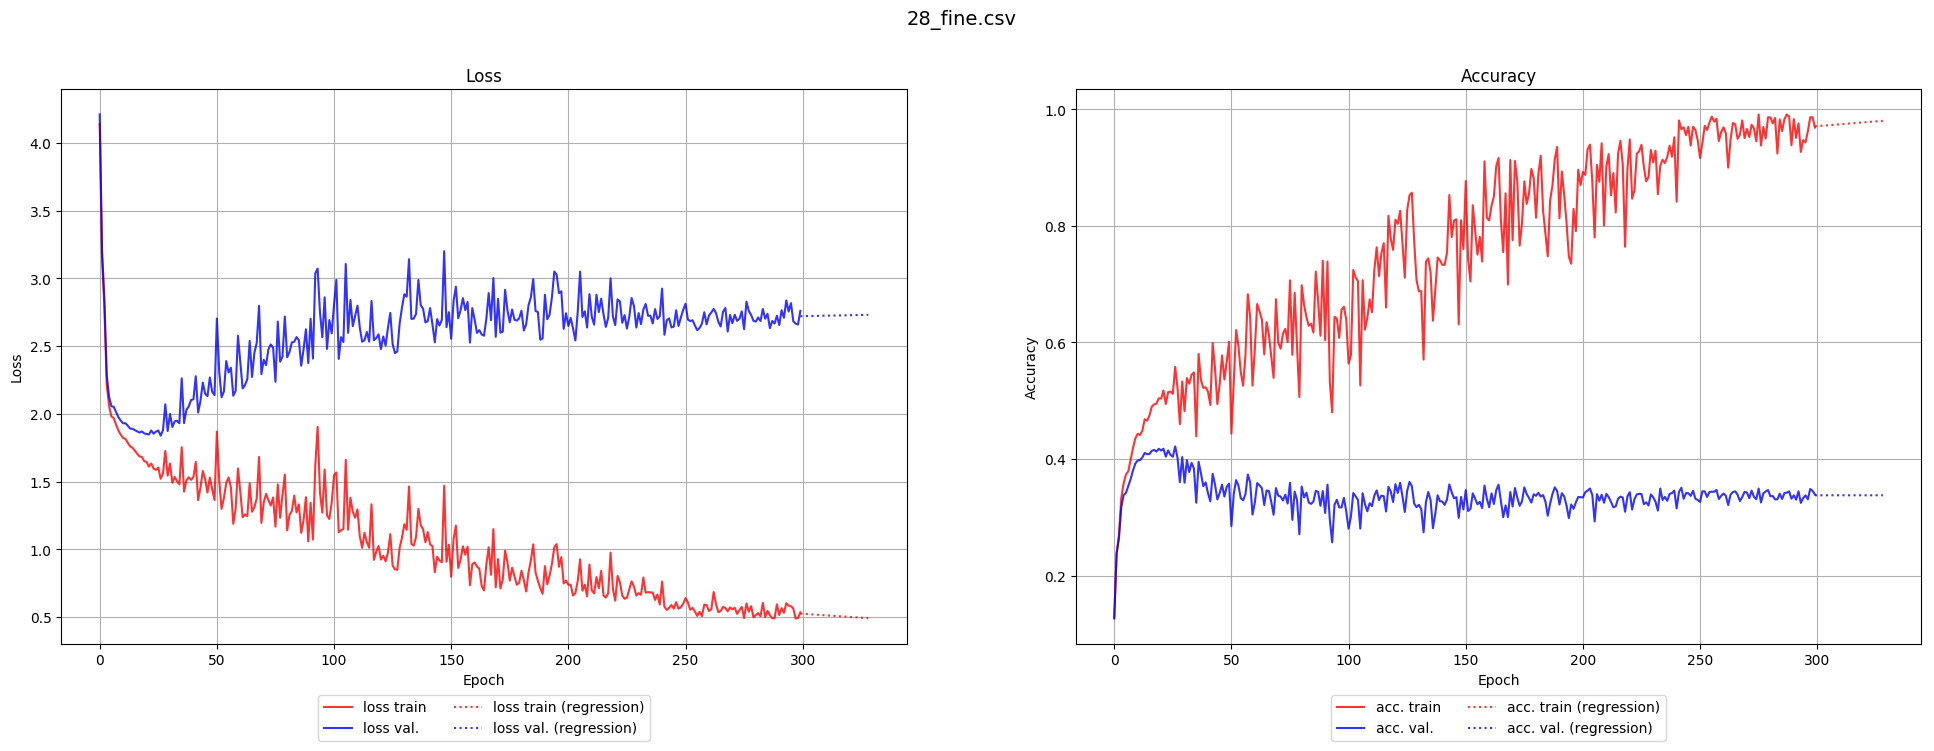 28_fine.csv
Loss
Loss
4.0
3.5
3.0
2.5
2.0
1.5
1.0
0.5
0 50 100 150 200 250 300
Epoch
loss train loss train (regression)
loss val. loss val. (regression)
Accuracy
Accuracy
1.0
0.8
0.6
0.4
0.2
0 50 100 150 200 250 300
Epoch
acc. train acc. train (regression)
acc. val. acc. val. (regression)